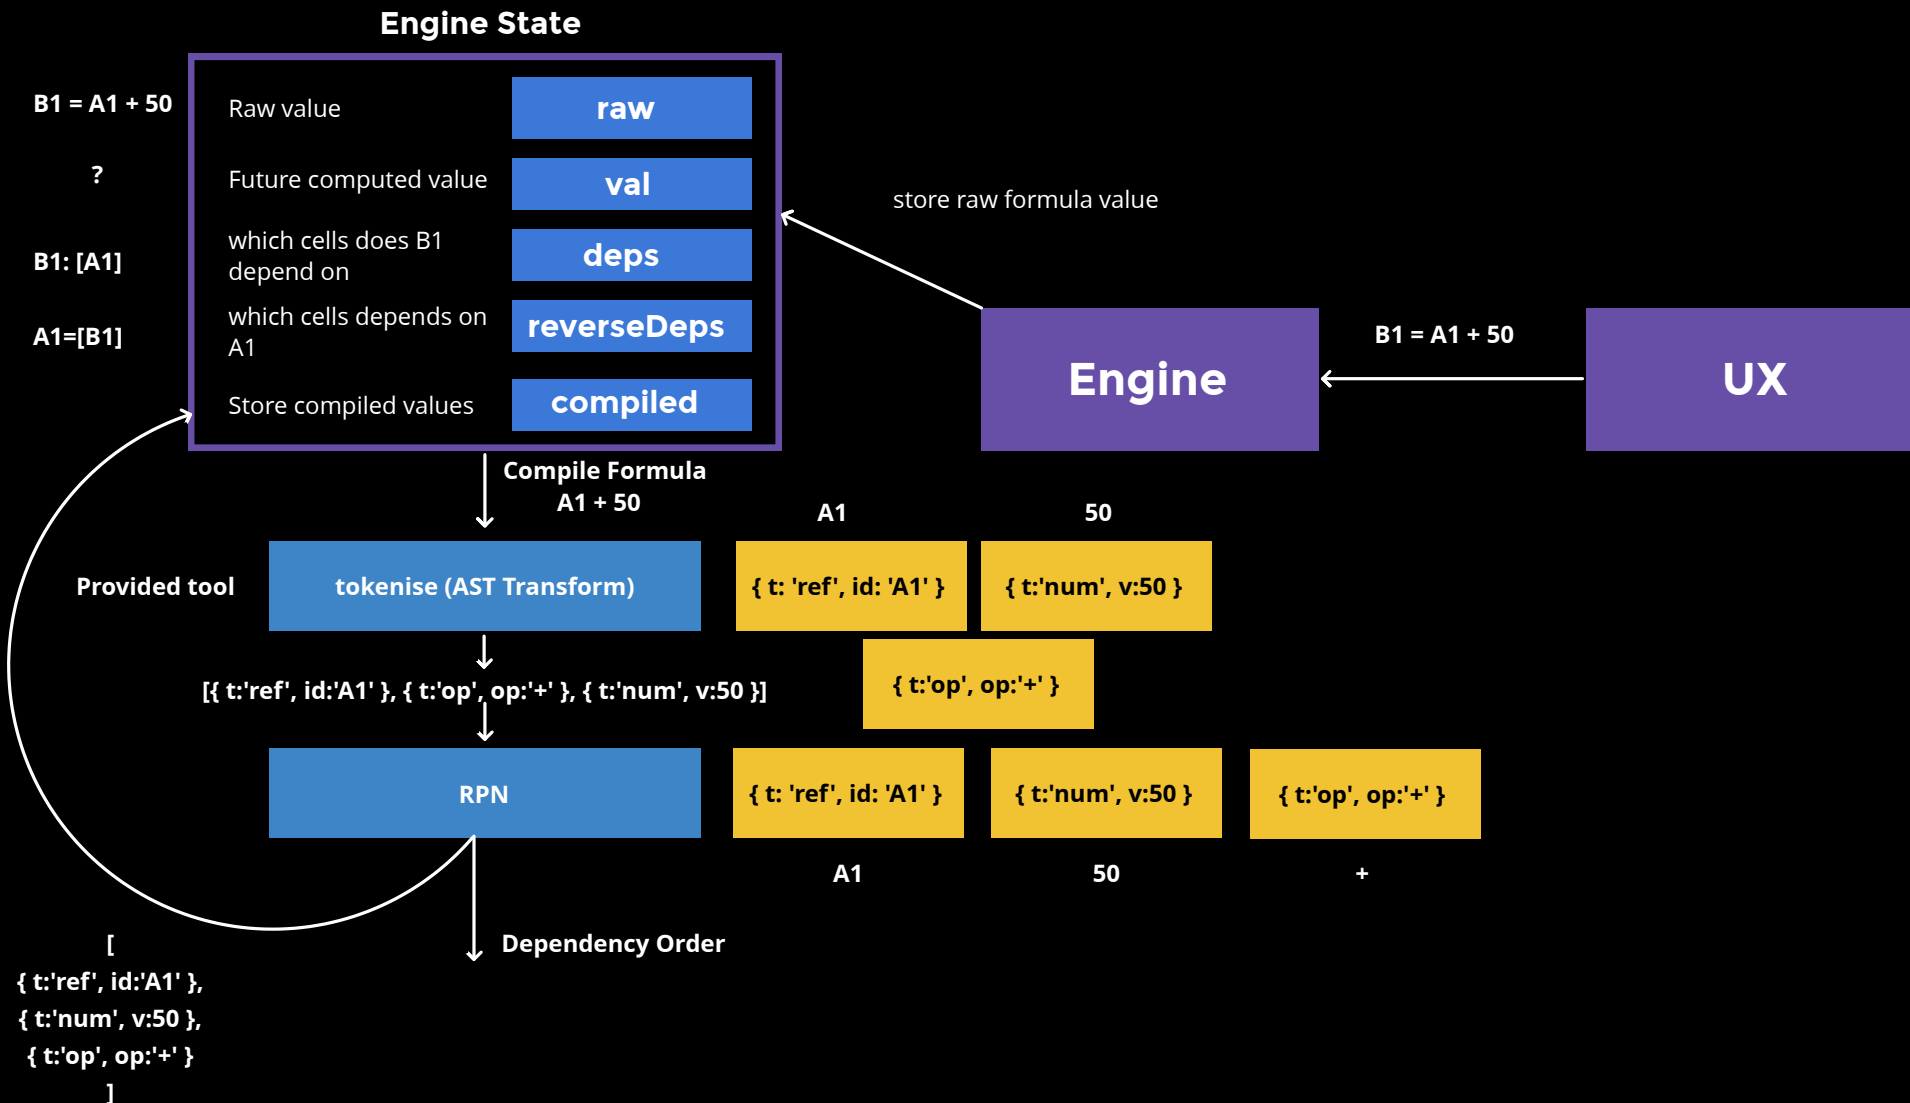 Engine State
B1 = A1 + 50
Raw value
raw
?
Future computed value
val
B1: [A1]
which cells does B1
depend on
deps
A1=[B1]
which cells depends on
A1
reverseDeps
Store compiled values
compiled
store raw formula value
Engine
B1 = A1 + 50
UX
Compile Formula
A1 + 50
A1
50
Provided tool
tokenise (AST Transform)
{ t: 'ref', id: 'A1' }
{ t:'num', v:50 }
[{ t:'ref', id:'A1' }, { t:'op', op:'+' }, { t:'num', v:50 }]
{ t:'op', op:'+' }
RPN
{ t: 'ref', id: 'A1' }
{ t:'num', v:50 }
{ t:'op', op:'+' }
A1
50
+
Dependency Order
[
{ t:'ref', id:'A1' },
{ t:'num', v:50 },
{ t:'op', op:'+' }
]